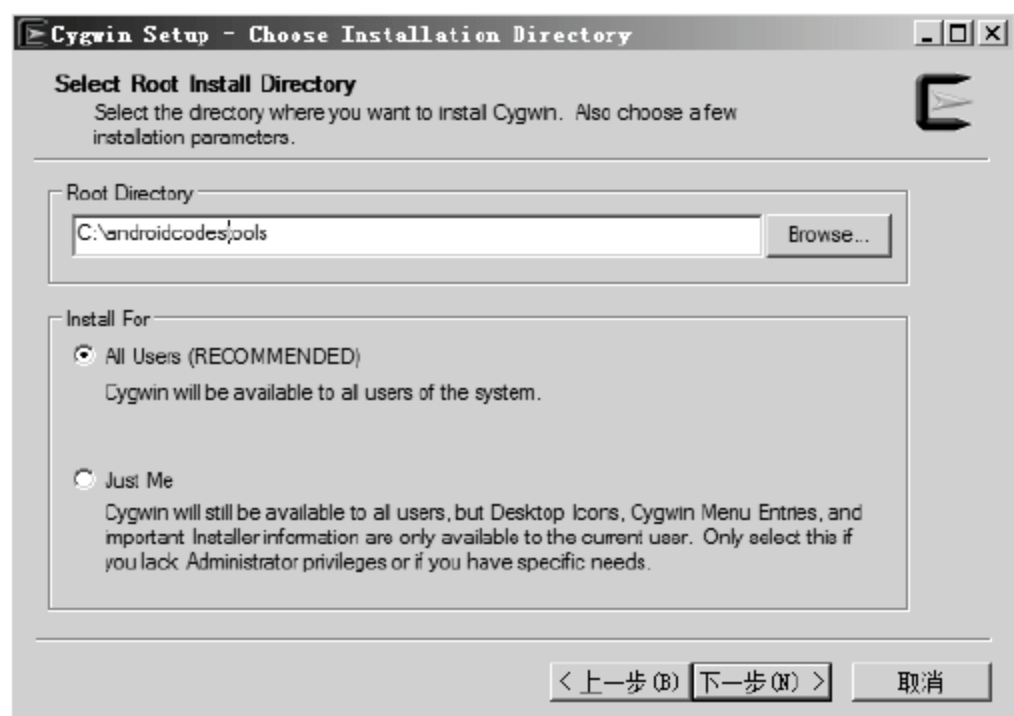 Cygwin Setup - Choose Installation Directory
Select Root Install Directory
Select the directory where you want to install Cygwin. Also choose a few
installation parameters.
Root Directory
C:\androidcodes
Browse...
Install For
All Users (RECOMMENDED)
Cygwin will be available to all users of the system.
Just Me
Cygwin will still be available to all users, but Desktop Icons, Cygwin Menu Entries, and
important Installer information are only available to the current user. Only select this if
you lack Administrator privileges or if you have specific needs.
<上一步(B)
下一步(N)>
取消